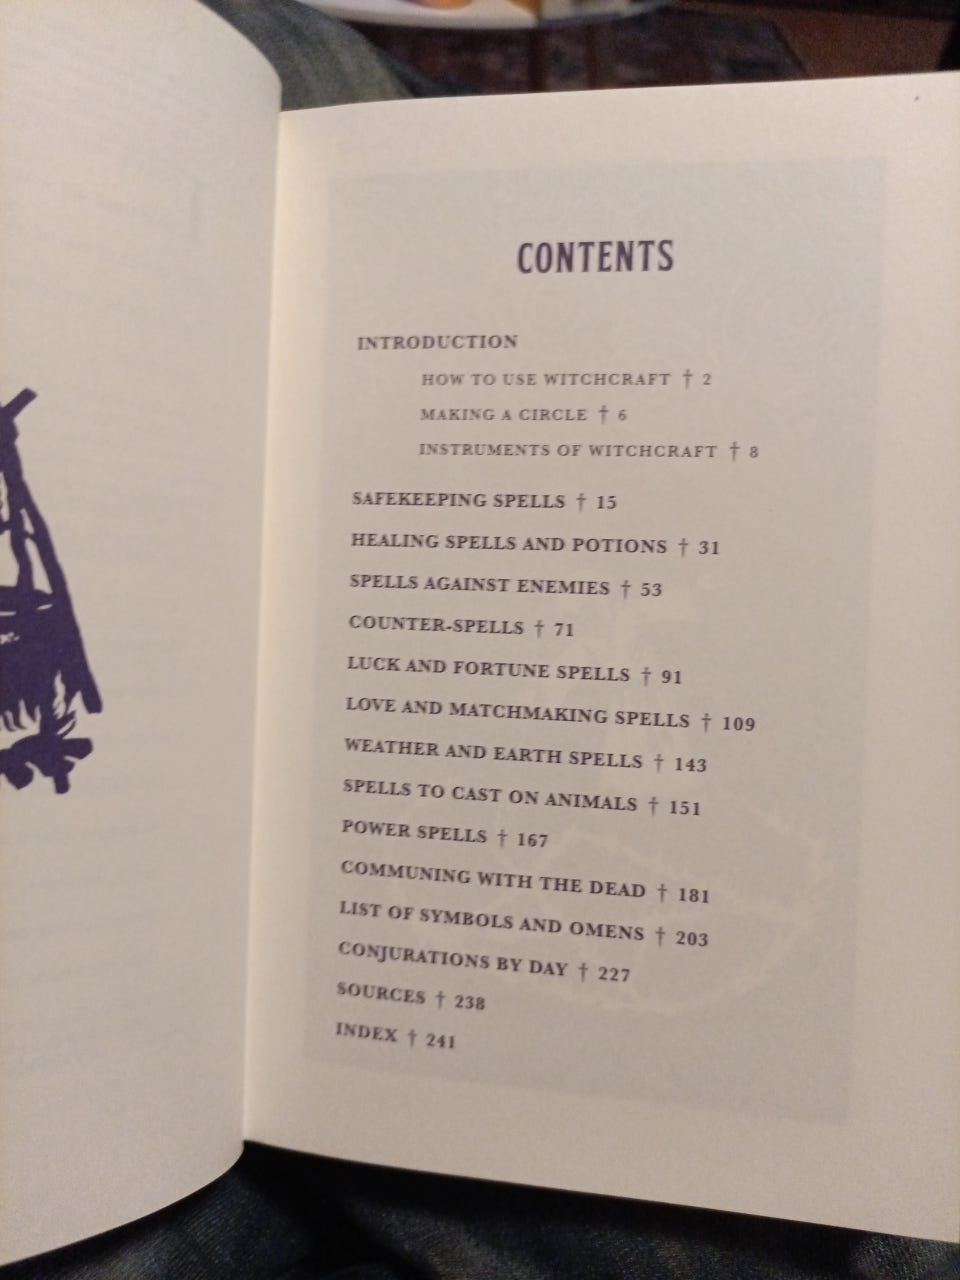 CONTENTS
INTRODUCTION
HOW TO USE WITCHCRAFT † 2
MAKING A CIRCLE † 6
INSTRUMENTS OF WITCHCRAFT † 8
SAFEKEEPING SPELLS † 15
HEALING SPELLS AND POTIONS † 31
SPELLS AGAINST ENEMIES † 53
COUNTER-SPELLS † 71
LUCK AND FORTUNE SPELLS † 91
LOVE AND MATCHMAKING SPELLS † 109
WEATHER AND EARTH SPELLS † 143
SPELLS TO CAST ON ANIMALS † 151
POWER SPELLS † 167
COMMUNING WITH THE DEAD † 181
LIST OF SYMBOLS AND OMENS † 203
CONJURATIONS BY DAY † 227
SOURCES † 238
INDEX † 241